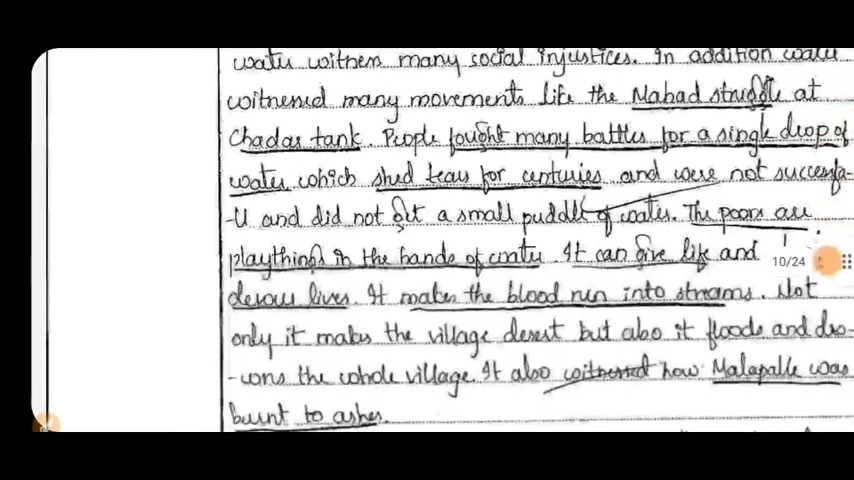 water witness many social injustices. In addition water
witnessed many movements like the Mahad struggle at
Chadar tank. People fought many battles for a single drop of
water which shed tears for centuries and were not successfu-
-ll and did not get a small puddle of water. The poors are
playthings in the hands of water. It can give life and
10/24
devour lives. It makes the blood run into streams. Not
only it makes the village desert but also it floods and dro-
-wns the whole village. It also witnessed how Malapalle was
burnt to ashes.